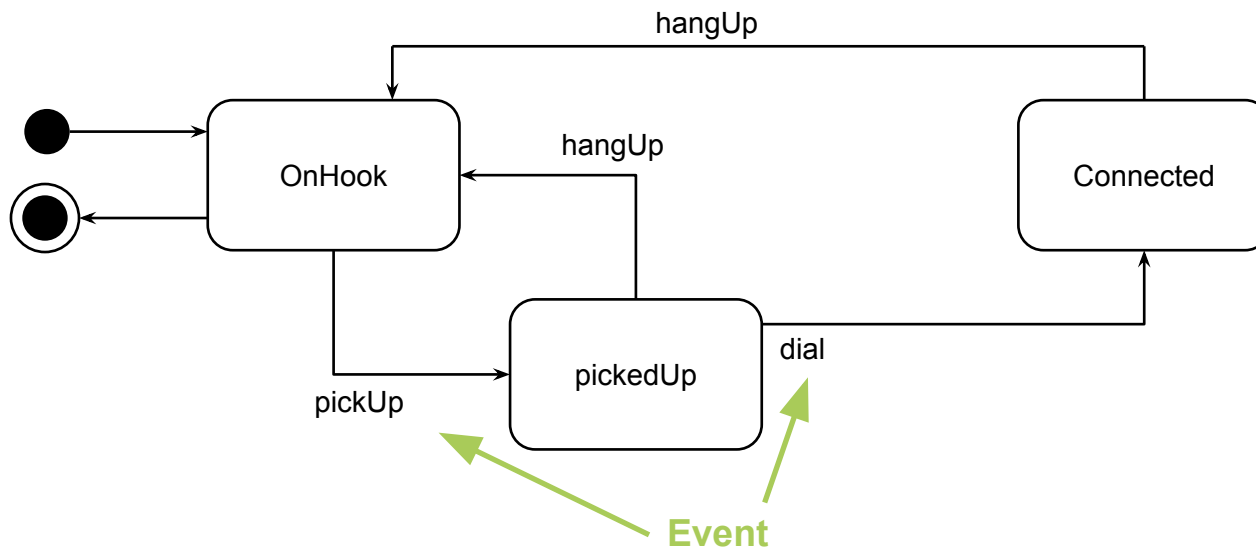 hangUp
hangUp
OnHook
Connected
dial
pickedUp
pickUp
Event